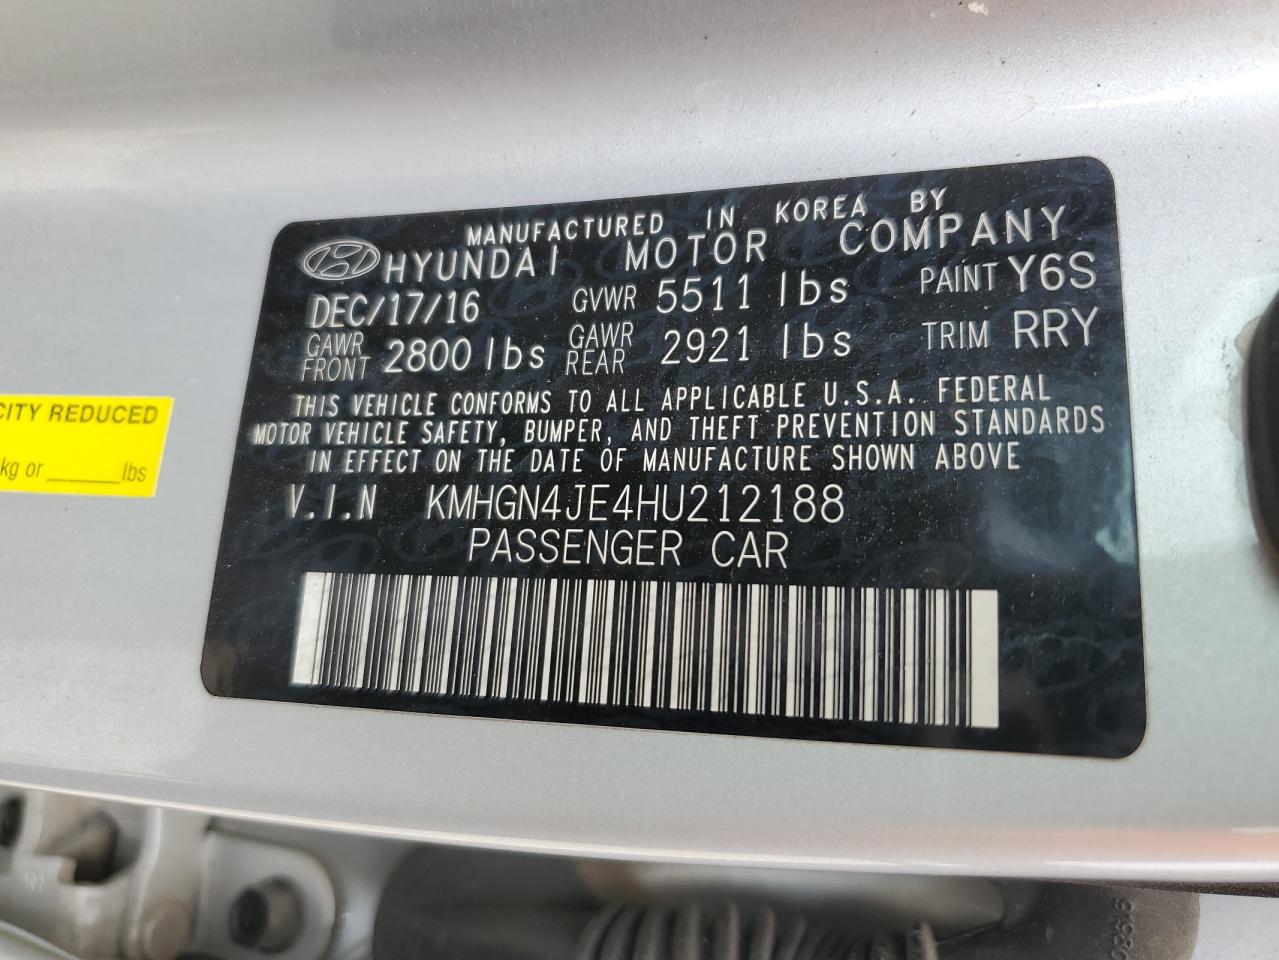 MANUFACTURED IN KOREA BY
HYUNDAI MOTOR COMPANY
DEC/17/16 GVWR 5511 lbs PAINT Y6S
GAWR FRONT 2800 lbs GAWR REAR 2921 lbs TRIM RRY
THIS VEHICLE CONFORMS TO ALL APPLICABLE U.S.A. FEDERAL
MOTOR VEHICLE SAFETY, BUMPER, AND THEFT PREVENTION STANDARDS
IN EFFECT ON THE DATE OF MANUFACTURE SHOWN ABOVE
V.I.N KMHGN4JE4HU212188
PASSENGER CAR
CITY REDUCED
kg or ______ lbs